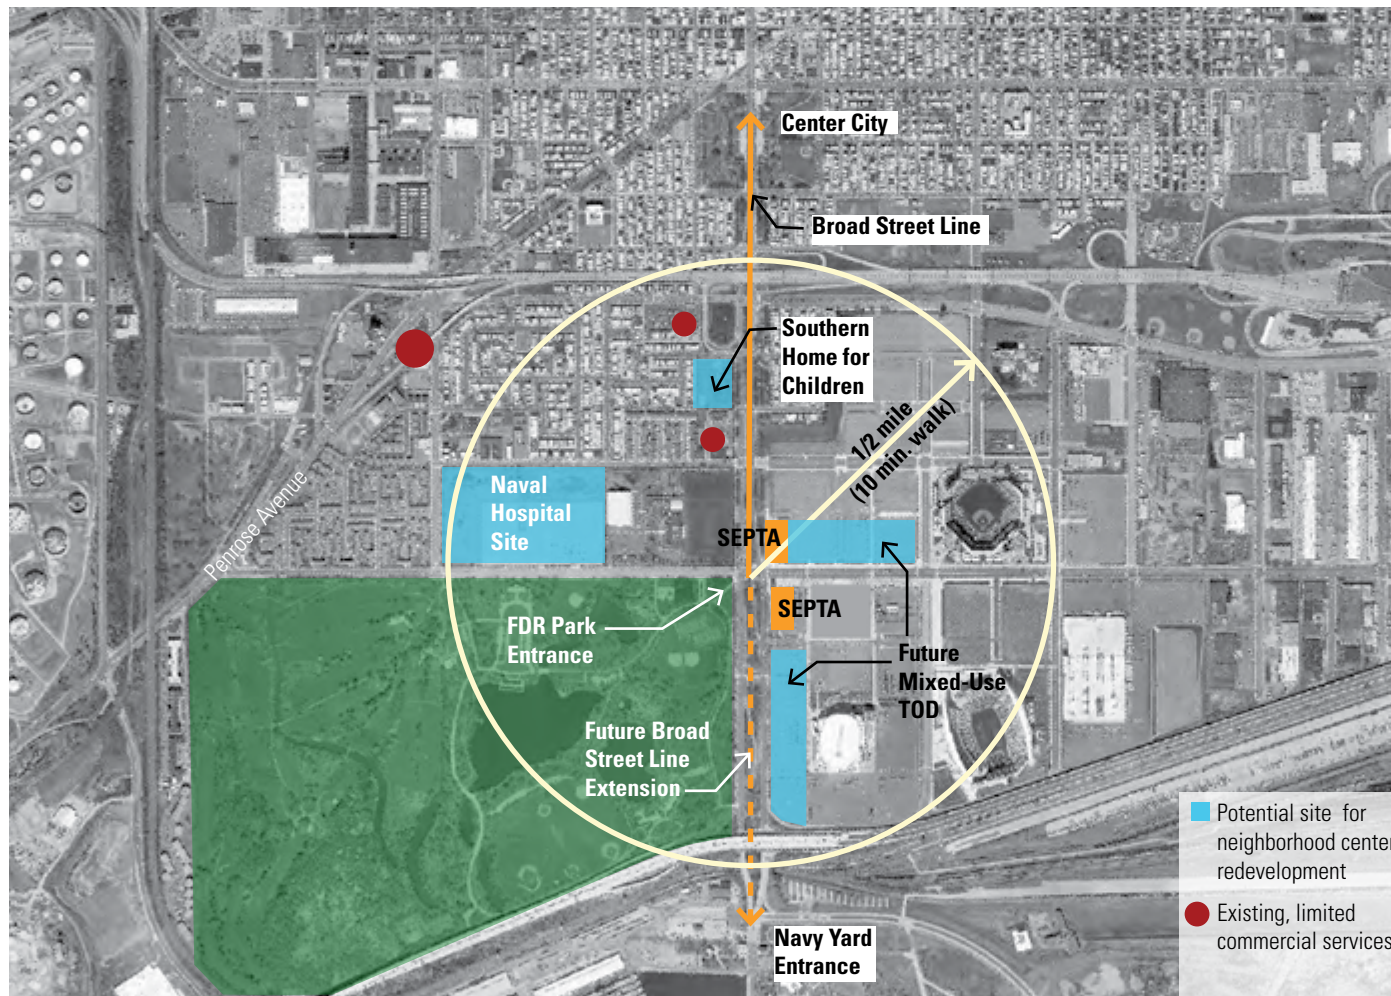 Center City
Broad Street Line
Southern
Home for
Children
1/2 mile
(10 min. walk)
Penrose Avenue
Naval
Hospital
Site
SEPTA
SEPTA
FDR Park
Entrance
Future
Mixed-Use
TOD
Future Broad
Street Line
Extension
Navy Yard
Entrance
Potential site for
neighborhood center
redevelopment
Existing, limited
commercial services